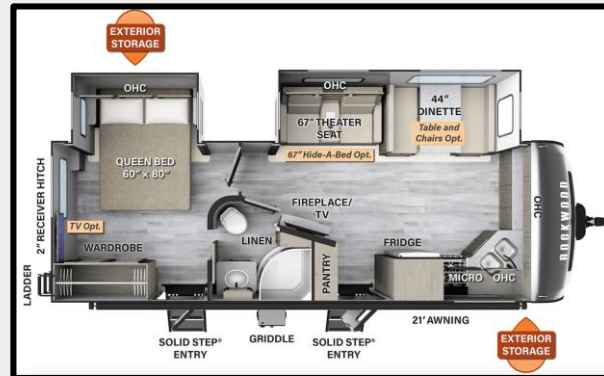 EXTERIOR
STORAGE
OHC
QUEEN BED
60" x 80"
OHC
67" THEATER
SEAT
67" Hide-A-Bed Opt.
44"
DINETTE
Table and
Chairs Opt.
2" RECEIVER HITCH
TV Opt.
WARDROBE
LADDER
LINEN
FIREPLACE/
TV
PANTRY
FRIDGE
MICRO
OHC
OHC
ROCKWOOD
SOLID STEP®
ENTRY
GRIDDLE
SOLID STEP®
ENTRY
21' AWNING
EXTERIOR
STORAGE